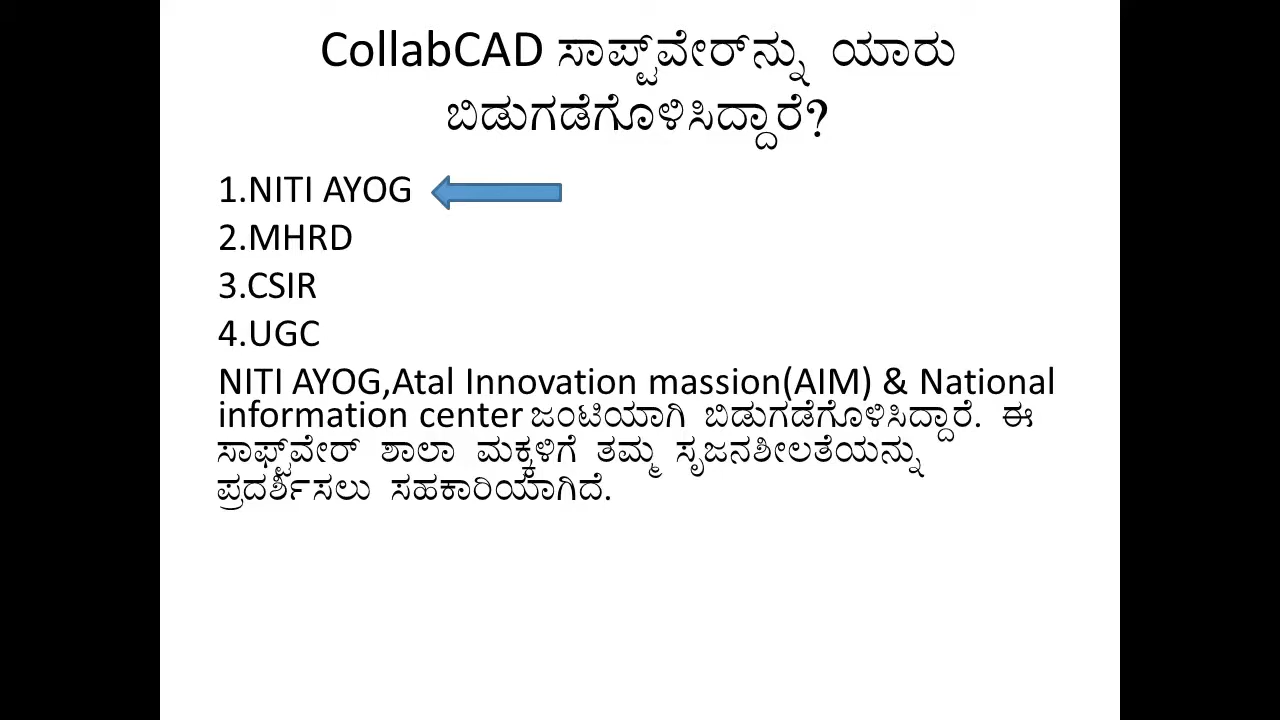 CollabCAD ಸಾಪ್ಟ್‌ವೇರ್‌ನ್ನು ಯಾರು
ಬಿಡುಗಡೆಗೊಳಿಸಿದ್ದಾರೆ?
1.NITI AYOG
2.MHRD
3.CSIR
4.UGC
NITI AYOG,Atal Innovation massion(AIM) & National
information center ಜಂಟಿಯಾಗಿ ಬಿಡುಗಡೆಗೊಳಿಸಿದ್ದಾರೆ. ಈ
ಸಾಫ್ಟ್‌ವೇರ್ ಶಾಲಾ ಮಕ್ಕಳಿಗೆ ತಮ್ಮ ಸೃಜನಶೀಲತೆಯನ್ನು
ಪ್ರದರ್ಶಿಸಲು ಸಹಕಾರಿಯಾಗಿದೆ.